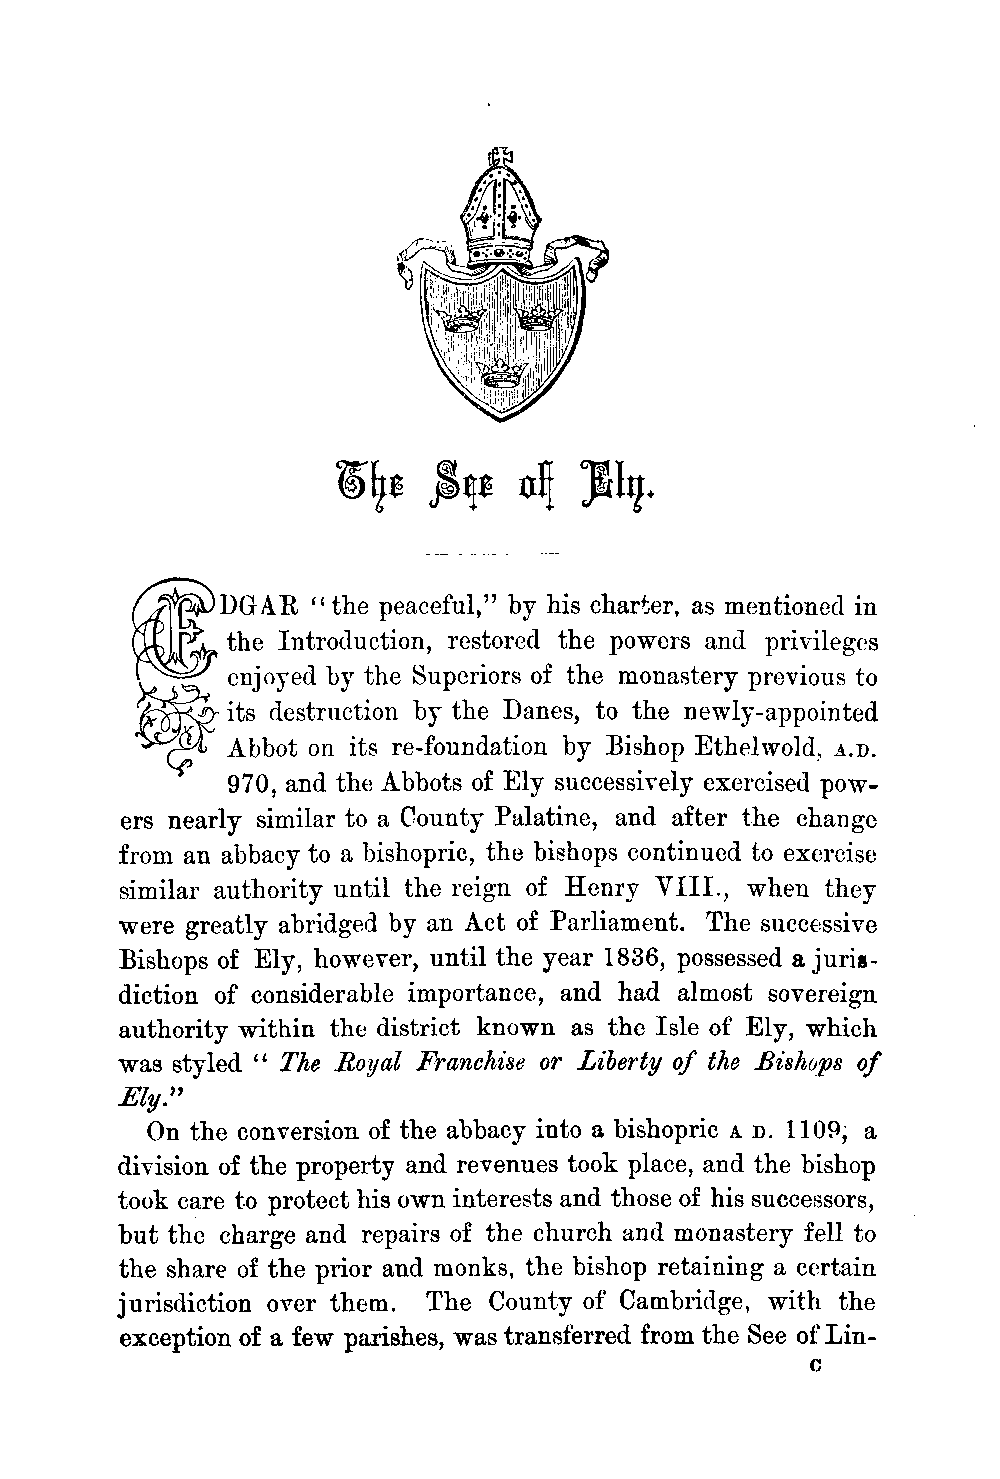 The See of Ely.
EDGAR “the peaceful,” by his charter, as mentioned in
the Introduction, restored the powers and privileges
enjoyed by the Superiors of the monastery previous to
its destruction by the Danes, to the newly-appointed
Abbot on its re-foundation by Bishop Ethelwold, A.D.
970, and the Abbots of Ely successively exercised pow-
ers nearly similar to a County Palatine, and after the change
from an abbacy to a bishopric, the bishops continued to exercise
similar authority until the reign of Henry VIII., when they
were greatly abridged by an Act of Parliament. The successive
Bishops of Ely, however, until the year 1836, possessed a juris-
diction of considerable importance, and had almost sovereign
authority within the district known as the Isle of Ely, which
was styled “ The Royal Franchise or Liberty of the Bishops of
Ely.”
On the conversion of the abbacy into a bishopric A D. 1109, a
division of the property and revenues took place, and the bishop
took care to protect his own interests and those of his successors,
but the charge and repairs of the church and monastery fell to
the share of the prior and monks, the bishop retaining a certain
jurisdiction over them. The County of Cambridge, with the
exception of a few parishes, was transferred from the See of Lin-
C